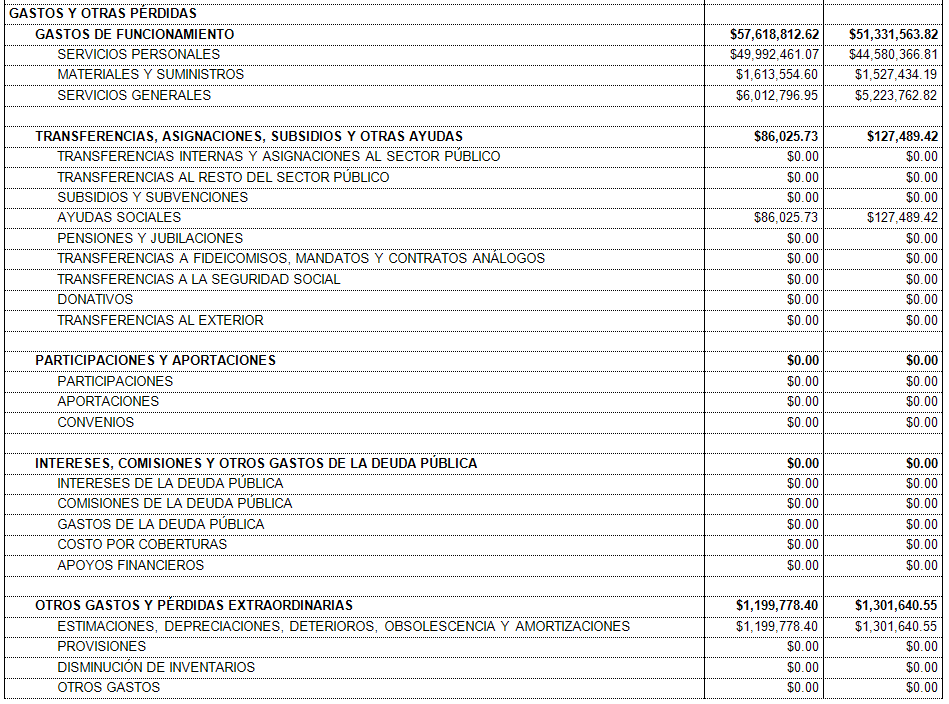 GASTOS Y OTRAS PÉRDIDAS
GASTOS DE FUNCIONAMIENTO $57,618,812.62 $51,331,563.82
SERVICIOS PERSONALES $49,992,461.07 $44,580,366.81
MATERIALES Y SUMINISTROS $1,613,554.60 $1,527,434.19
SERVICIOS GENERALES $6,012,796.95 $5,223,762.82
TRANSFERENCIAS, ASIGNACIONES, SUBSIDIOS Y OTRAS AYUDAS $86,025.73 $127,489.42
TRANSFERENCIAS INTERNAS Y ASIGNACIONES AL SECTOR PÚBLICO $0.00 $0.00
TRANSFERENCIAS AL RESTO DEL SECTOR PÚBLICO $0.00 $0.00
SUBSIDIOS Y SUBVENCIONES $0.00 $0.00
AYUDAS SOCIALES $86,025.73 $127,489.42
PENSIONES Y JUBILACIONES $0.00 $0.00
TRANSFERENCIAS A FIDEICOMISOS, MANDATOS Y CONTRATOS ANÁLOGOS $0.00 $0.00
TRANSFERENCIAS A LA SEGURIDAD SOCIAL $0.00 $0.00
DONATIVOS $0.00 $0.00
TRANSFERENCIAS AL EXTERIOR $0.00 $0.00
PARTICIPACIONES Y APORTACIONES $0.00 $0.00
PARTICIPACIONES $0.00 $0.00
APORTACIONES $0.00 $0.00
CONVENIOS $0.00 $0.00
INTERESES, COMISIONES Y OTROS GASTOS DE LA DEUDA PÚBLICA $0.00 $0.00
INTERESES DE LA DEUDA PÚBLICA $0.00 $0.00
COMISIONES DE LA DEUDA PÚBLICA $0.00 $0.00
GASTOS DE LA DEUDA PÚBLICA $0.00 $0.00
COSTO POR COBERTURAS $0.00 $0.00
APOYOS FINANCIEROS $0.00 $0.00
OTROS GASTOS Y PÉRDIDAS EXTRAORDINARIAS $1,199,778.40 $1,301,640.55
ESTIMACIONES, DEPRECIACIONES, DETERIOROS, OBSOLESCENCIA Y AMORTIZACIONES $1,199,778.40 $1,301,640.55
PROVISIONES $0.00 $0.00
DISMINUCIÓN DE INVENTARIOS $0.00 $0.00
OTROS GASTOS $0.00 $0.00